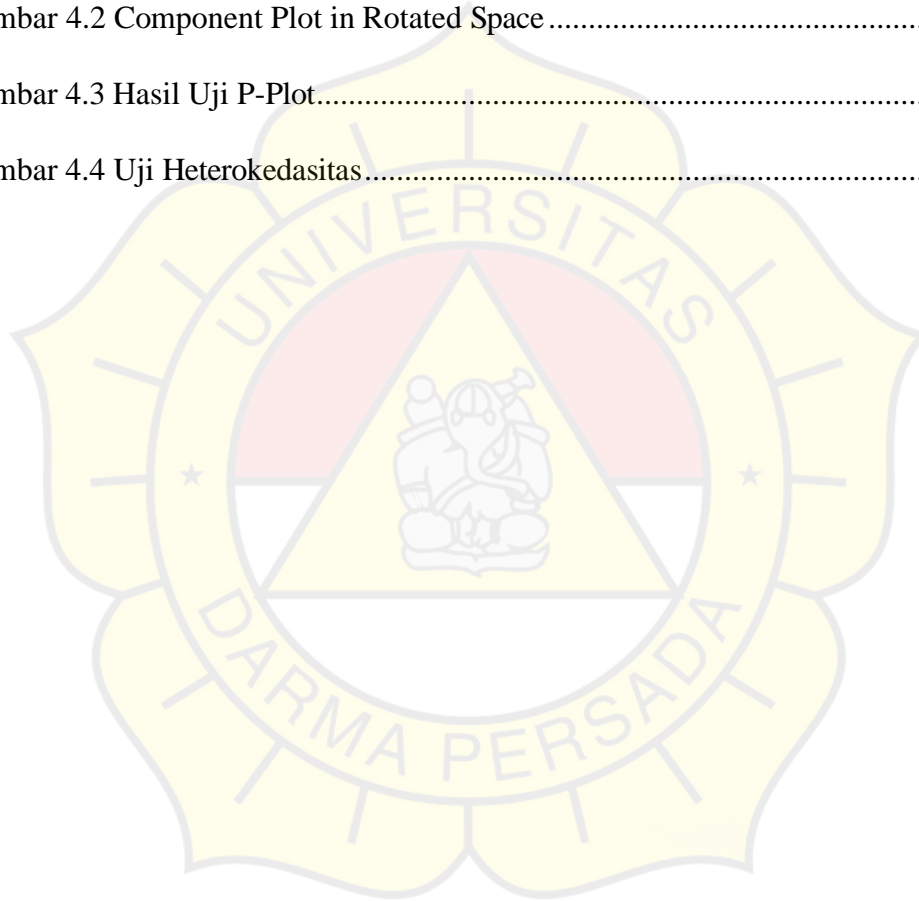 mbar 4.2 Component Plot in Rotated Space ..........................................
mbar 4.3 Hasil Uji P-Plot..............................................................................
mbar 4.4 Uji Heterokedasitas.......................................................................
UNIVERSITAS
DARMA PERSADA